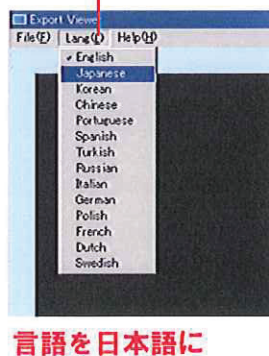 Export Viewer
File(F) Lang(L) Help(H)
✓ English
Japanese
Korean
Chinese
Portuguese
Spanish
Turkish
Russian
Italian
German
Polish
French
Dutch
Swedish
言語を日本語に